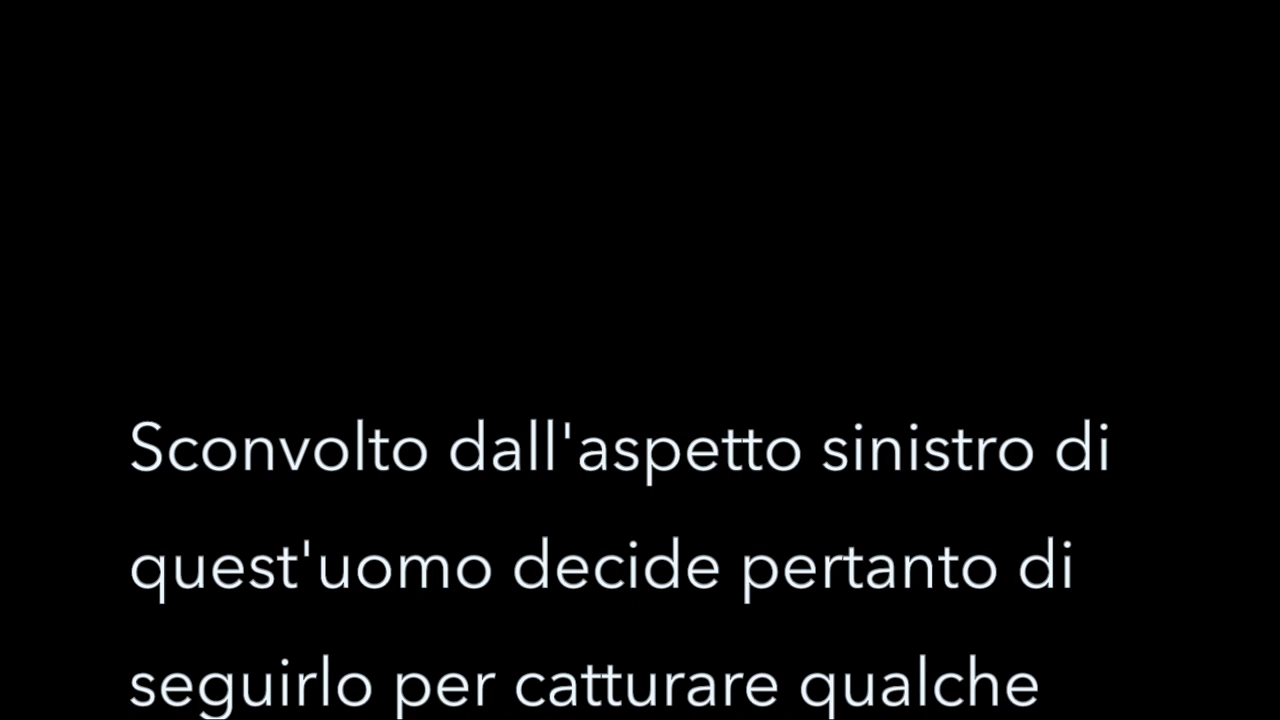 Sconvolto dall'aspetto sinistro di
quest'uomo decide pertanto di
seguirlo per catturare qualche